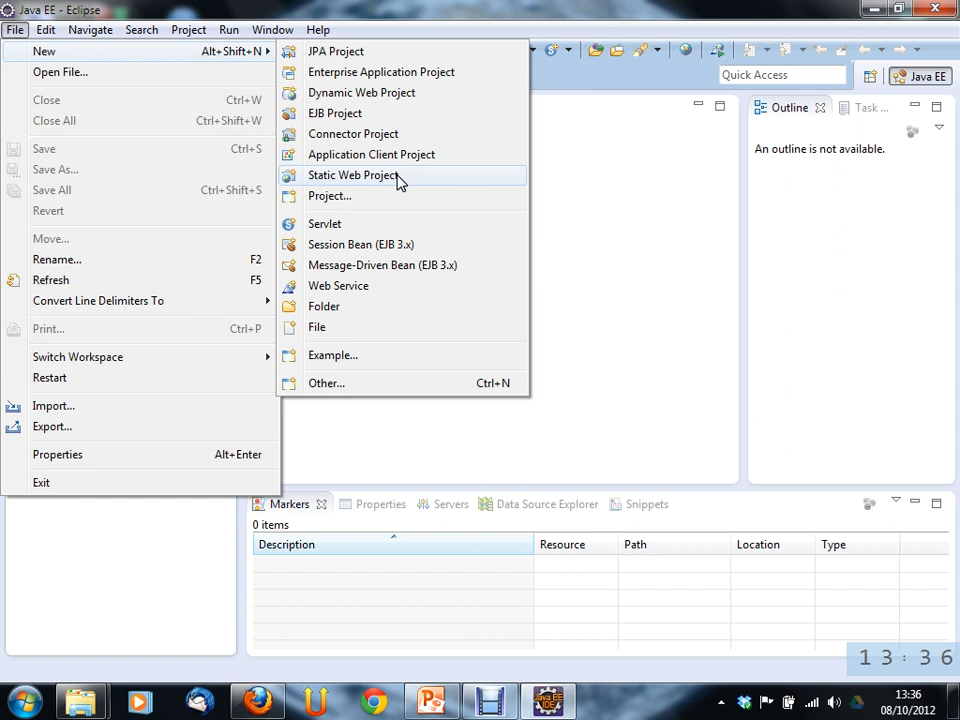 Java EE - Eclipse
File Edit Navigate Search Project Run Window Help
New Alt+Shift+N
Open File...
Close Ctrl+W
Close All Ctrl+Shift+W
Save Ctrl+S
Save As...
Save All Ctrl+Shift+S
Revert
Move...
Rename... F2
Refresh F5
Convert Line Delimiters To
Print... Ctrl+P
Switch Workspace
Restart
Import...
Export...
Properties Alt+Enter
Exit
JPA Project
Enterprise Application Project
Dynamic Web Project
EJB Project
Connector Project
Application Client Project
Static Web Project
Project...
Servlet
Session Bean (EJB 3.x)
Message-Driven Bean (EJB 3.x)
Web Service
Folder
File
Example...
Other... Ctrl+N
Quick Access
Java EE
Outline Task ...
An outline is not available.
Markers Properties Servers Data Source Explorer Snippets
0 items
Description Resource Path Location Type
13:36
Java EE
IDE
13:36
08/10/2012